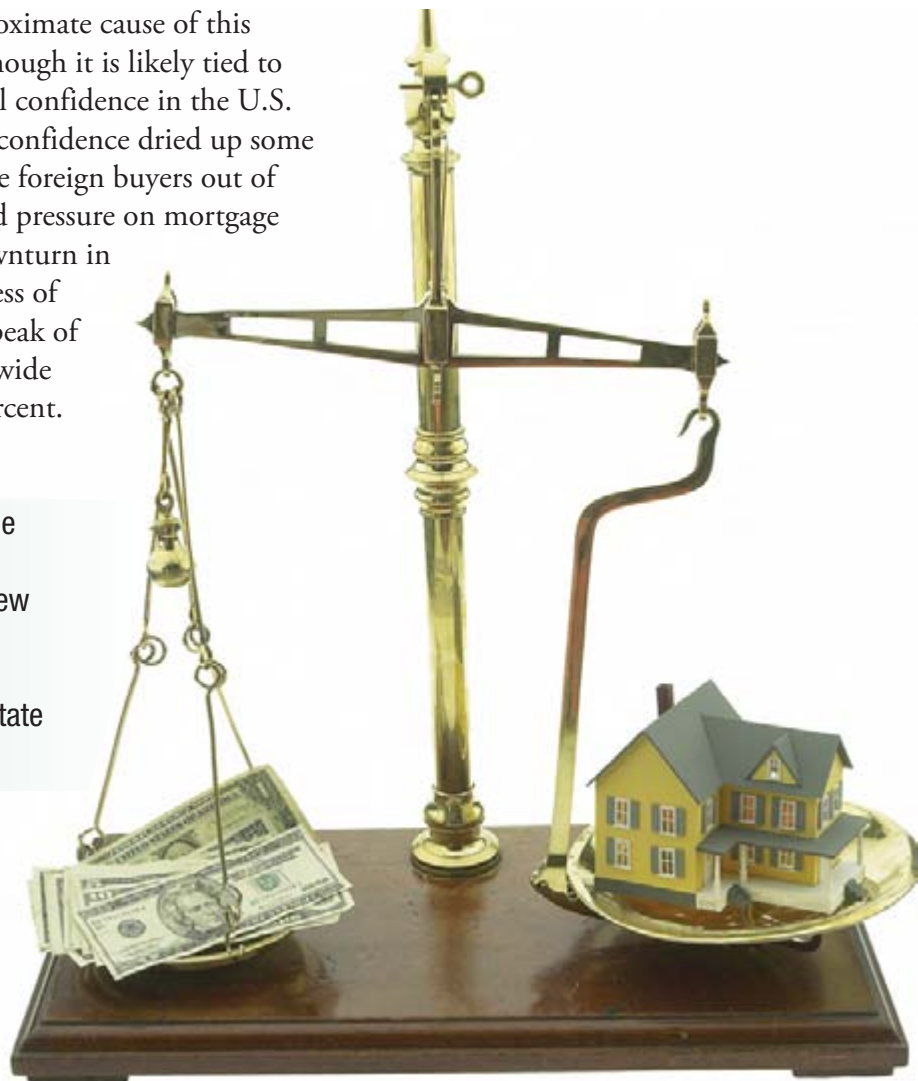 oximate cause of this
hough it is likely tied to
l confidence in the U.S.
confidence dried up some
e foreign buyers out of
d pressure on mortgage
wnturn in
ess of
peak of
wide
rcent.
e
ew
tate